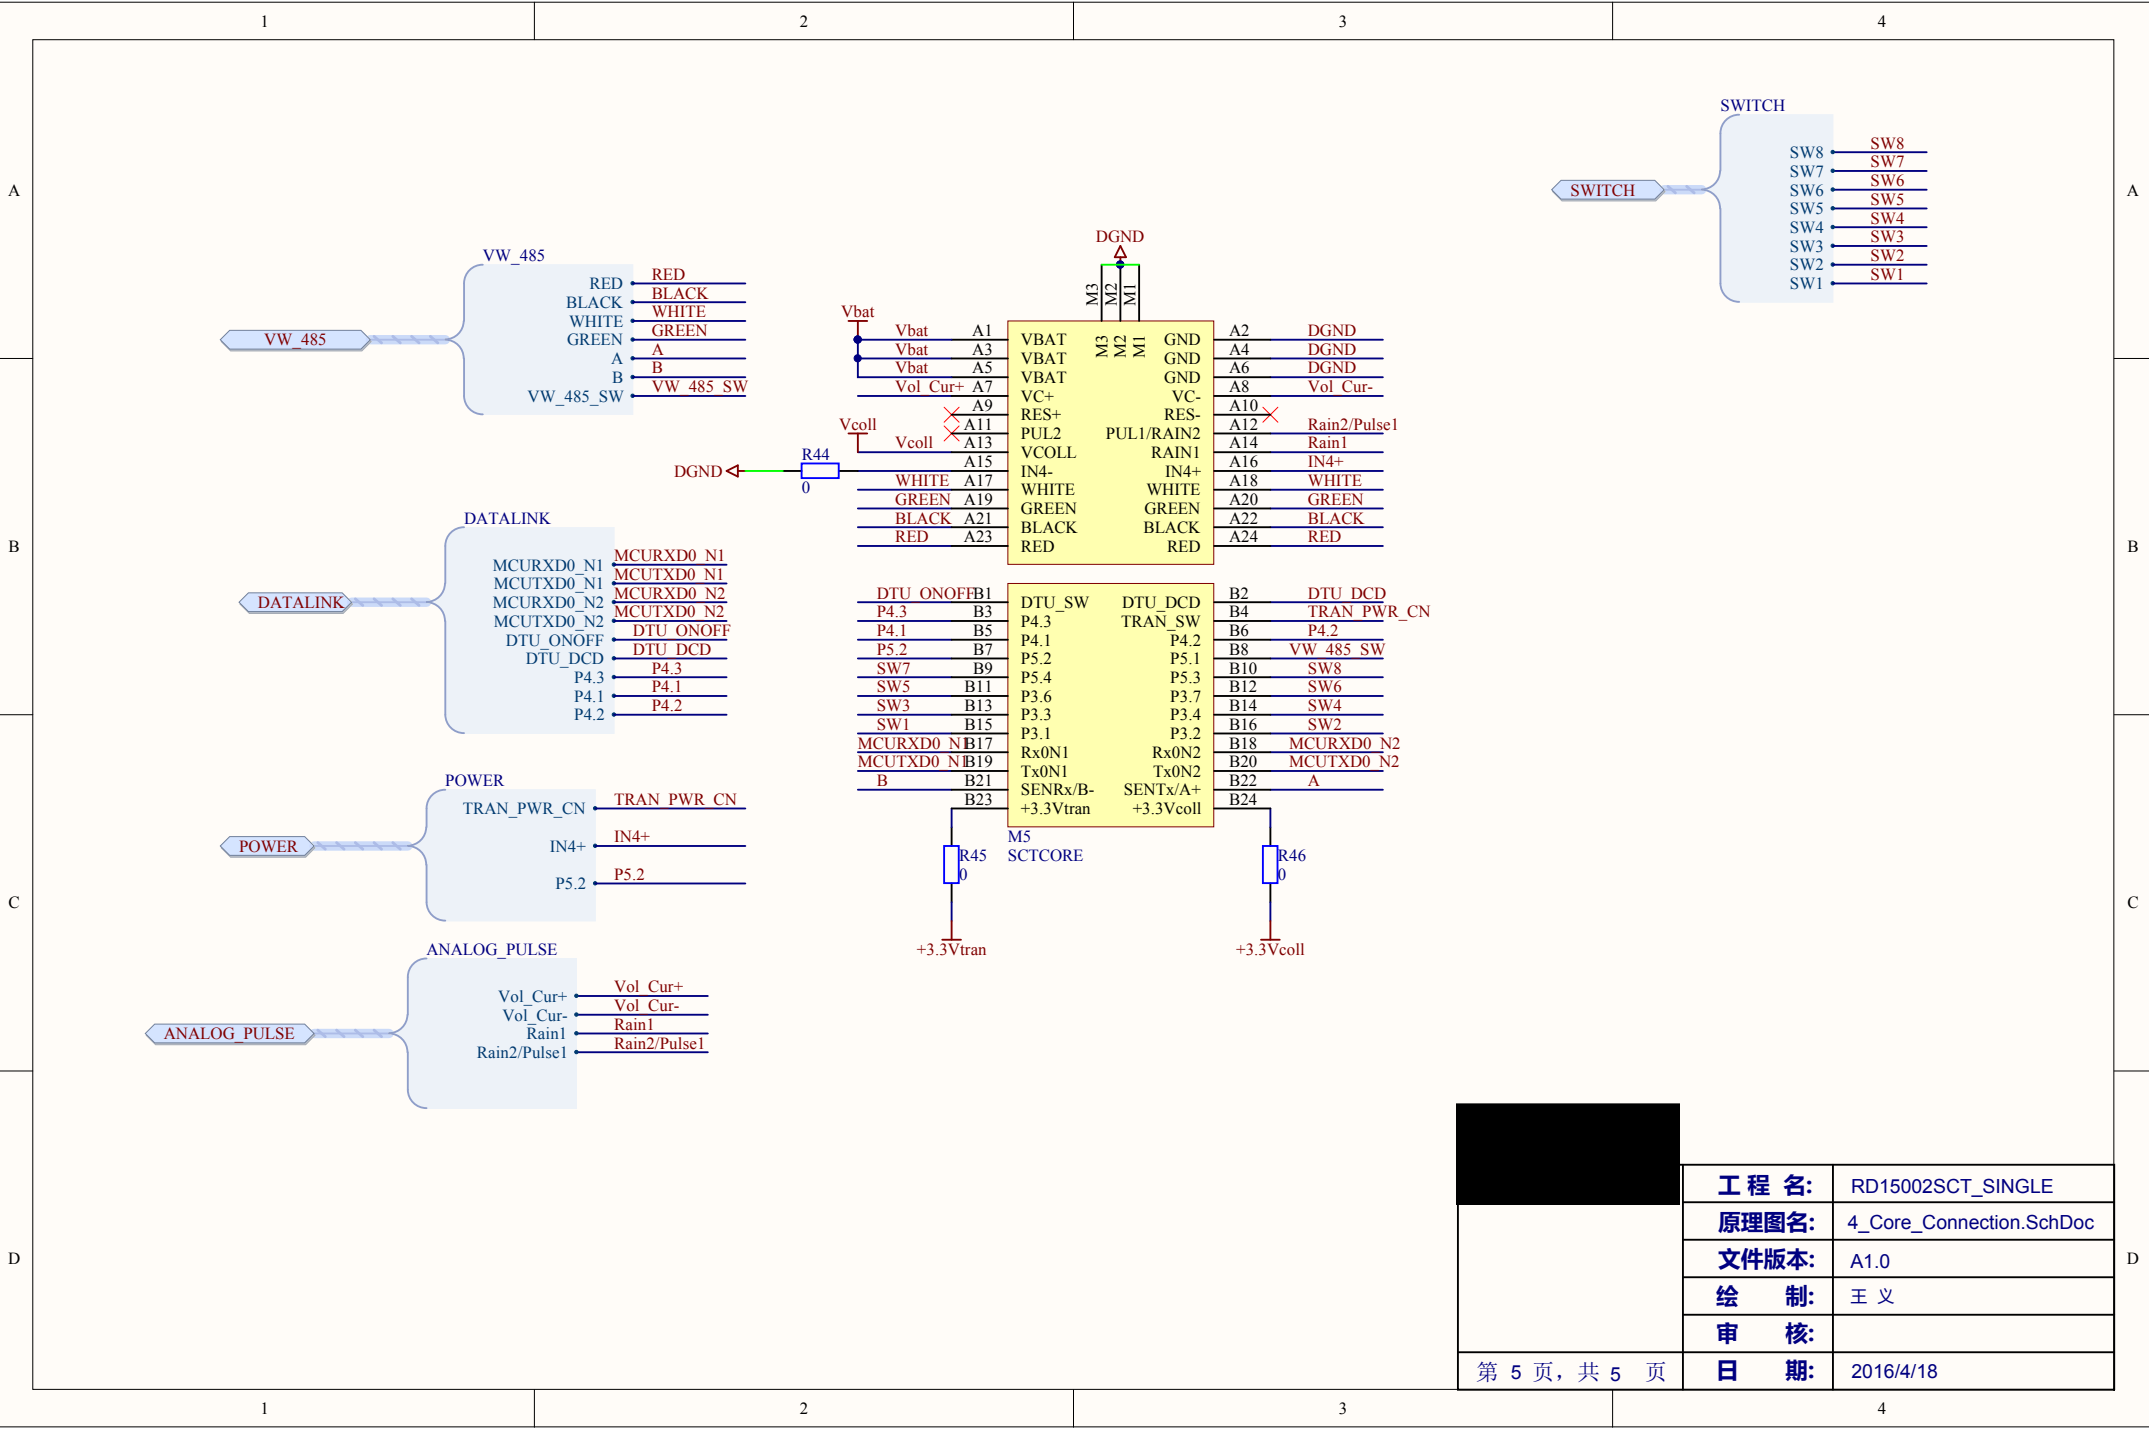 1 2 3 4
A A
B B
C C
D D
SWITCH
SWITCH
SW8 SW8
SW7 SW7
SW6 SW6
SW5 SW5
SW4 SW4
SW3 SW3
SW2 SW2
SW1 SW1
VW_485
VW_485
RED RED
BLACK BLACK
WHITE WHITE
GREEN GREEN
A A
B B
VW_485_SW VW_485_SW
DATALINK
DATALINK
MCURXD0_N1 MCURXD0_N1
MCUTXD0_N1 MCUTXD0_N1
MCURXD0_N2 MCURXD0_N2
MCUTXD0_N2 MCUTXD0_N2
DTU_ONOFF DTU_ONOFF
DTU_DCD DTU_DCD
P4.3 P4.3
P4.1 P4.1
P4.2 P4.2
POWER
POWER
TRAN_PWR_CN TRAN_PWR_CN
IN4+ IN4+
P5.2 P5.2
ANALOG_PULSE
ANALOG_PULSE
Vol_Cur+ Vol_Cur+
Vol_Cur- Vol_Cur-
Rain1 Rain1
Rain2/Pulse1 Rain2/Pulse1
DGND
M3 M2 M1
M3 M2 M1
Vbat
Vbat A1 VBAT GND A2 DGND
Vbat A3 VBAT GND A4 DGND
Vbat A5 VBAT GND A6 DGND
Vol_Cur+ A7 VC+ VC- A8 Vol_Cur-
A9 RES+ RES- A10
A11 PUL2 PUL1/RAIN2 A12 Rain2/Pulse1
Vcoll
Vcoll A13 VCOLL RAIN1 A14 Rain1
DGND R44 0 A15 IN4- IN4+ A16 IN4+
WHITE A17 WHITE WHITE A18 WHITE
GREEN A19 GREEN GREEN A20 GREEN
BLACK A21 BLACK BLACK A22 BLACK
RED A23 RED RED A24 RED
DTU_ONOFF B1 DTU_SW DTU_DCD B2 DTU_DCD
P4.3 B3 P4.3 TRAN_SW B4 TRAN_PWR_CN
P4.1 B5 P4.1 P4.2 B6 P4.2
P5.2 B7 P5.2 P5.1 B8 VW_485_SW
SW7 B9 P5.4 P5.3 B10 SW8
SW5 B11 P3.6 P3.7 B12 SW6
SW3 B13 P3.3 P3.4 B14 SW4
SW1 B15 P3.1 P3.2 B16 SW2
MCURXD0_N1 B17 Rx0N1 Rx0N2 B18 MCURXD0_N2
MCUTXD0_N1 B19 Tx0N1 Tx0N2 B20 MCUTXD0_N2
B B21 SENRx/B- SENTx/A+ B22 A
B23 +3.3Vtran +3.3Vcoll B24
M5
SCTCORE
R45
0
+3.3Vtran
R46
0
+3.3Vcoll
工 程 名: RD15002SCT_SINGLE
原理图名: 4_Core_Connection.SchDoc
文件版本: A1.0
绘 制: 王 义
审 核:
第 5 页，共 5 页 日 期: 2016/4/18
1 2 3 4